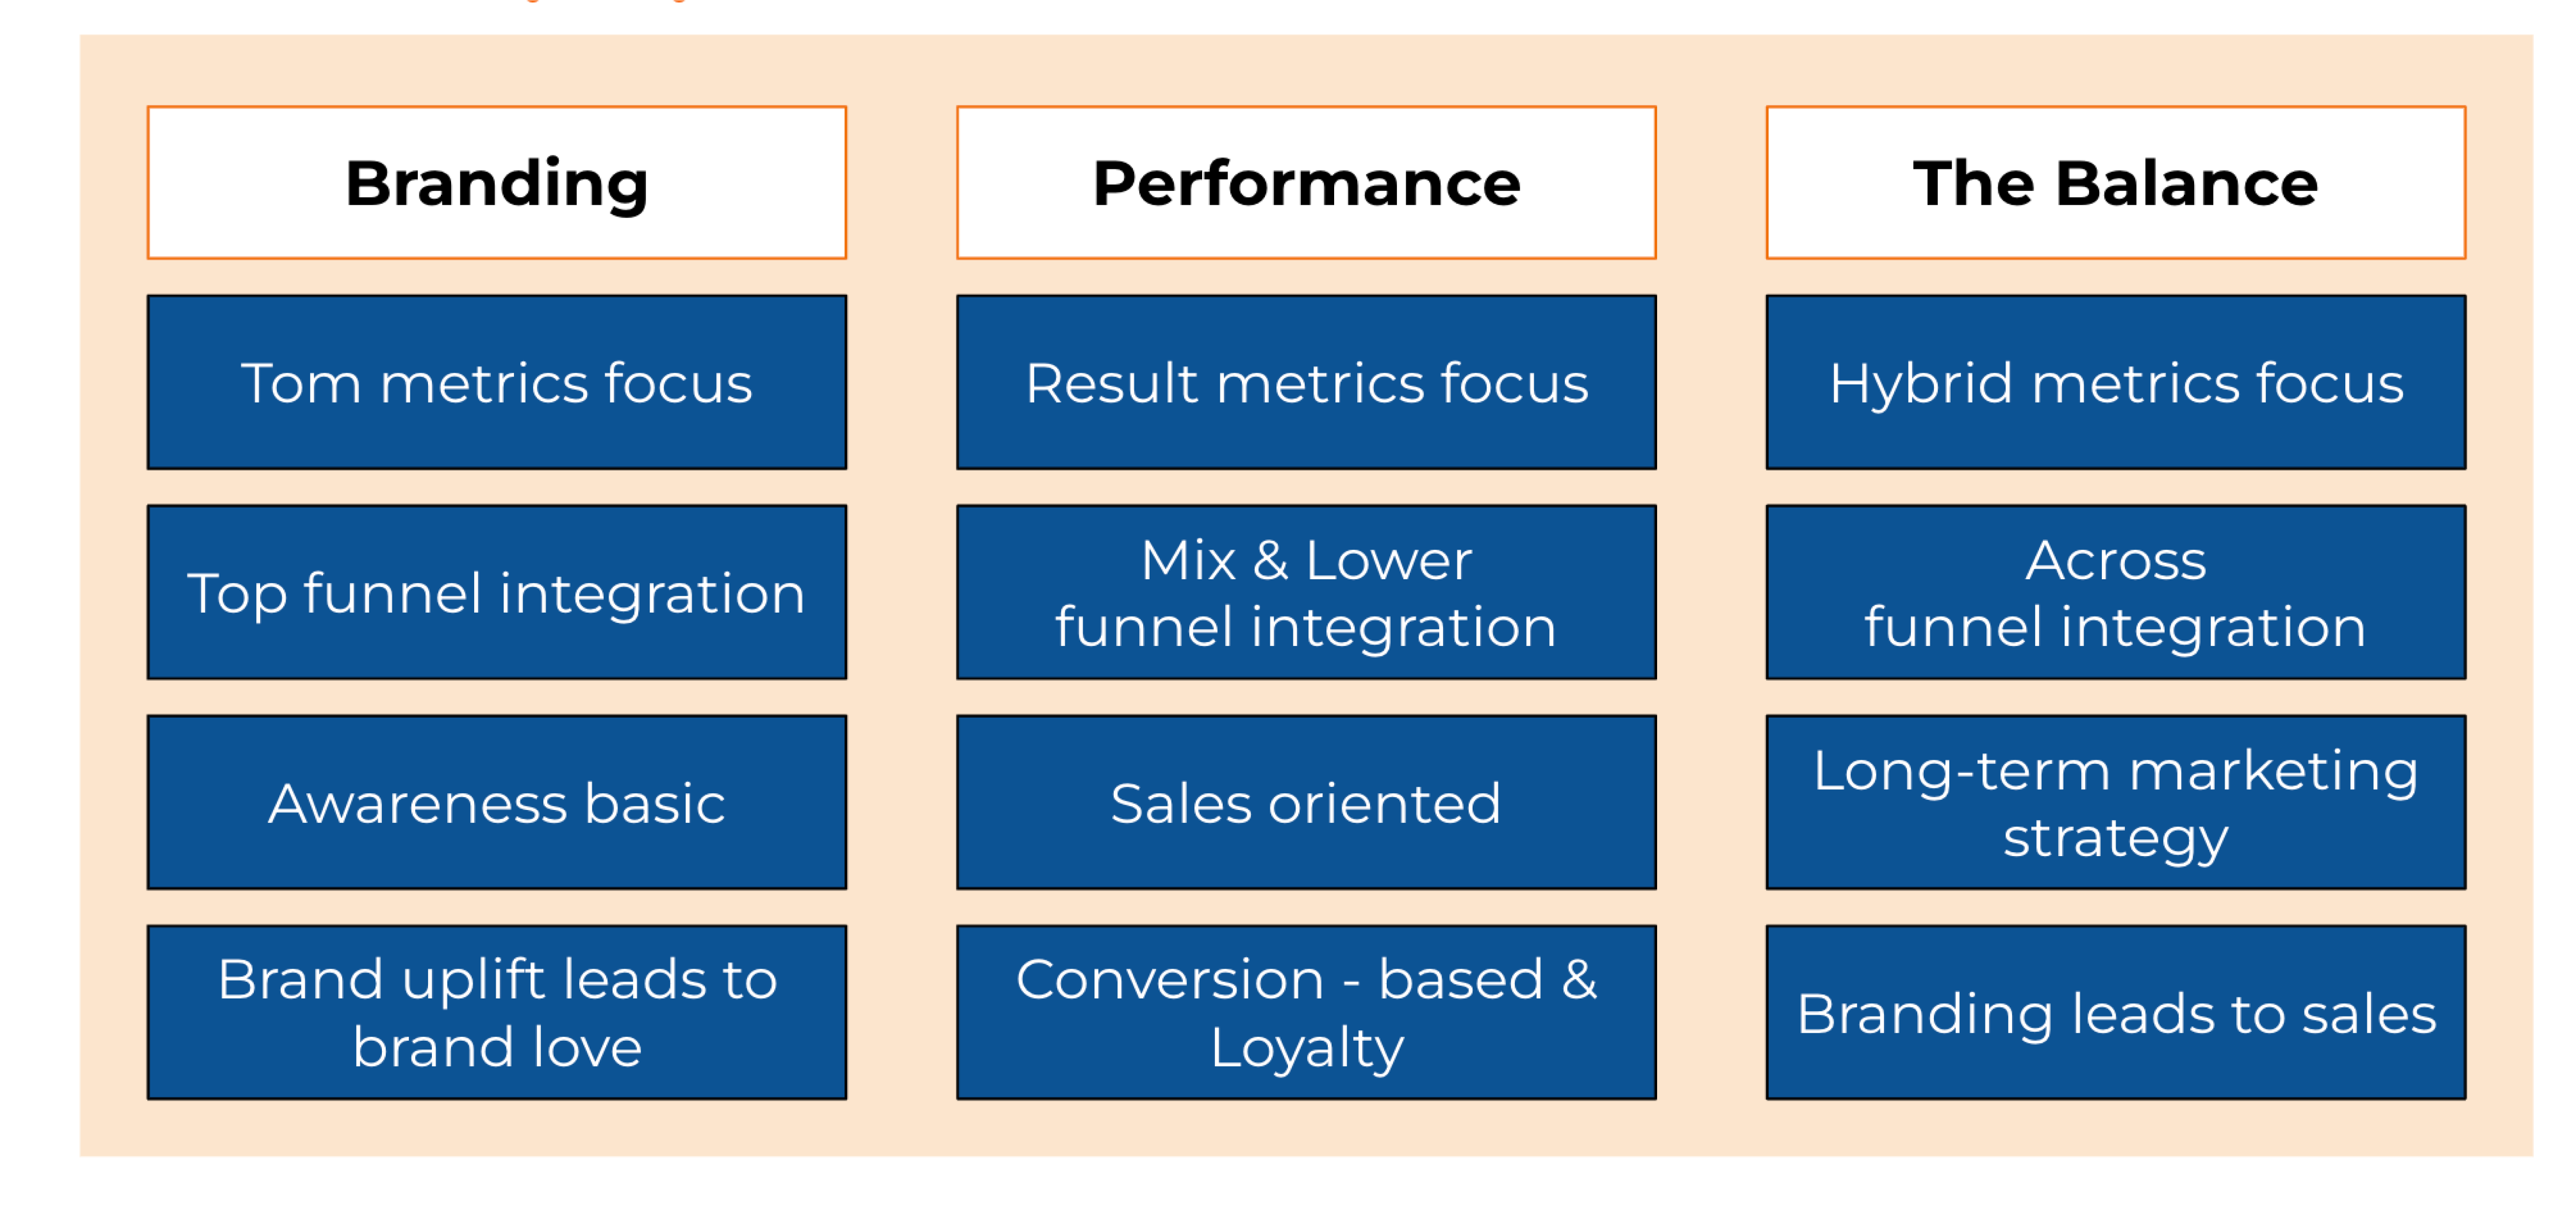 Branding
Performance
The Balance
Tom metrics focus
Result metrics focus
Hybrid metrics focus
Top funnel integration
Mix & Lower
funnel integration
Across
funnel integration
Awareness basic
Sales oriented
Long-term marketing
strategy
Brand uplift leads to
brand love
Conversion - based &
Loyalty
Branding leads to sales